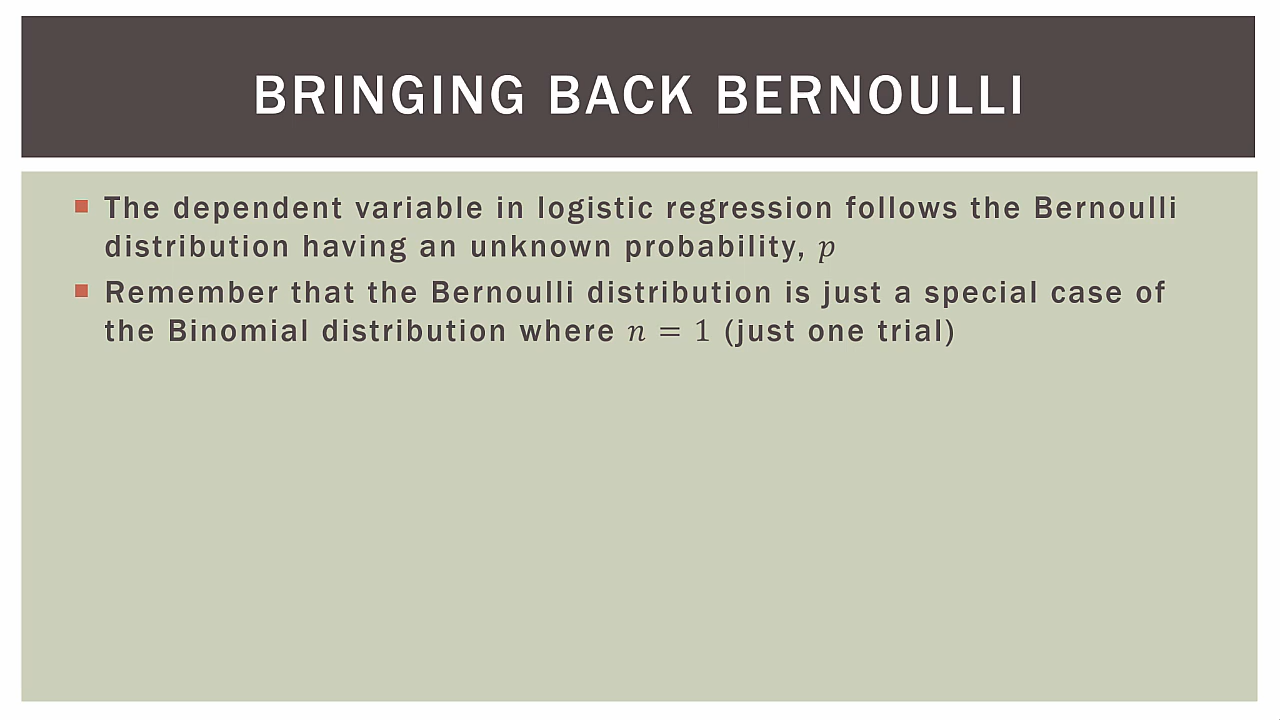 BRINGING BACK BERNOULLI
The dependent variable in logistic regression follows the Bernoulli
distribution having an unknown probability, p
Remember that the Bernoulli distribution is just a special case of
the Binomial distribution where n = 1 (just one trial)